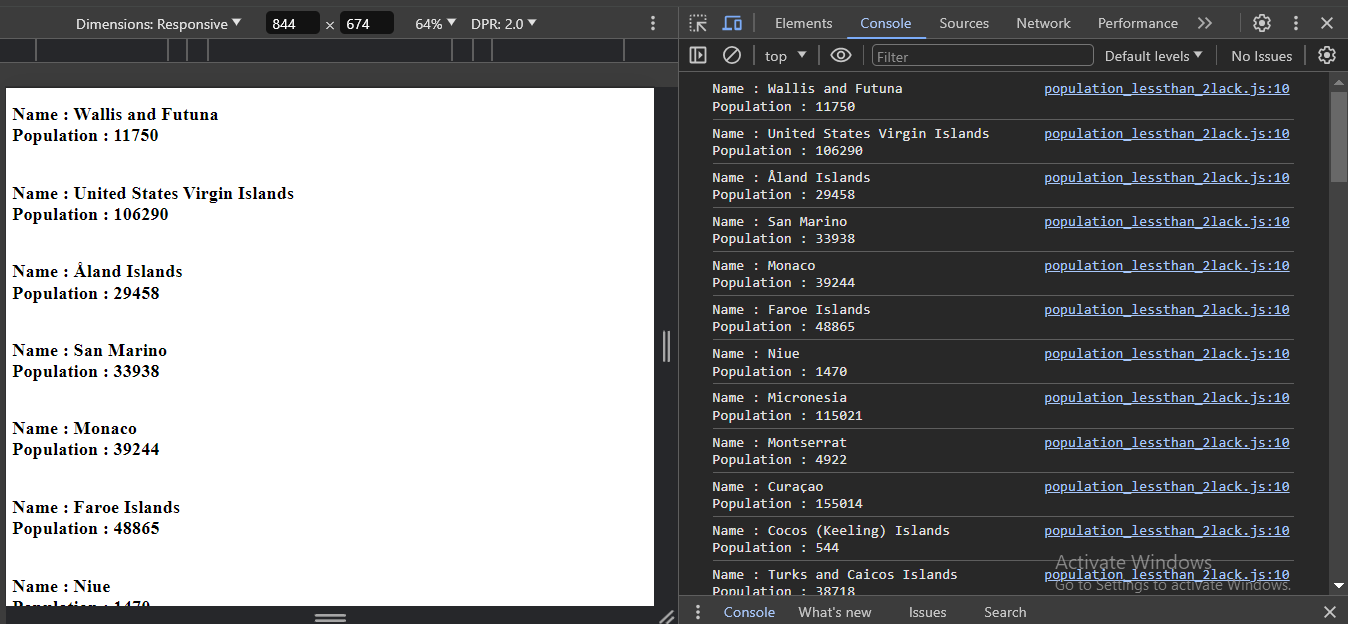 Dimensions: Responsive 844 × 674 64% DPR: 2.0
Name : Wallis and Futuna
Population : 11750
Name : United States Virgin Islands
Population : 106290
Name : Åland Islands
Population : 29458
Name : San Marino
Population : 33938
Name : Monaco
Population : 39244
Name : Faroe Islands
Population : 48865
Name : Niue
Population : 1470
Elements Console Sources Network Performance
top Filter Default levels No Issues
Name : Wallis and Futuna population_lessthan_2lack.js:10
Population : 11750
Name : United States Virgin Islands population_lessthan_2lack.js:10
Population : 106290
Name : Åland Islands population_lessthan_2lack.js:10
Population : 29458
Name : San Marino population_lessthan_2lack.js:10
Population : 33938
Name : Monaco population_lessthan_2lack.js:10
Population : 39244
Name : Faroe Islands population_lessthan_2lack.js:10
Population : 48865
Name : Niue population_lessthan_2lack.js:10
Population : 1470
Name : Micronesia population_lessthan_2lack.js:10
Population : 115021
Name : Montserrat population_lessthan_2lack.js:10
Population : 4922
Name : Curaçao population_lessthan_2lack.js:10
Population : 155014
Name : Cocos (Keeling) Islands population_lessthan_2lack.js:10
Population : 544
Name : Turks and Caicos Islands population_lessthan_2lack.js:10
Population : 38718
Activate Windows
Go to Settings to activate Windows.
Console What's new Issues Search